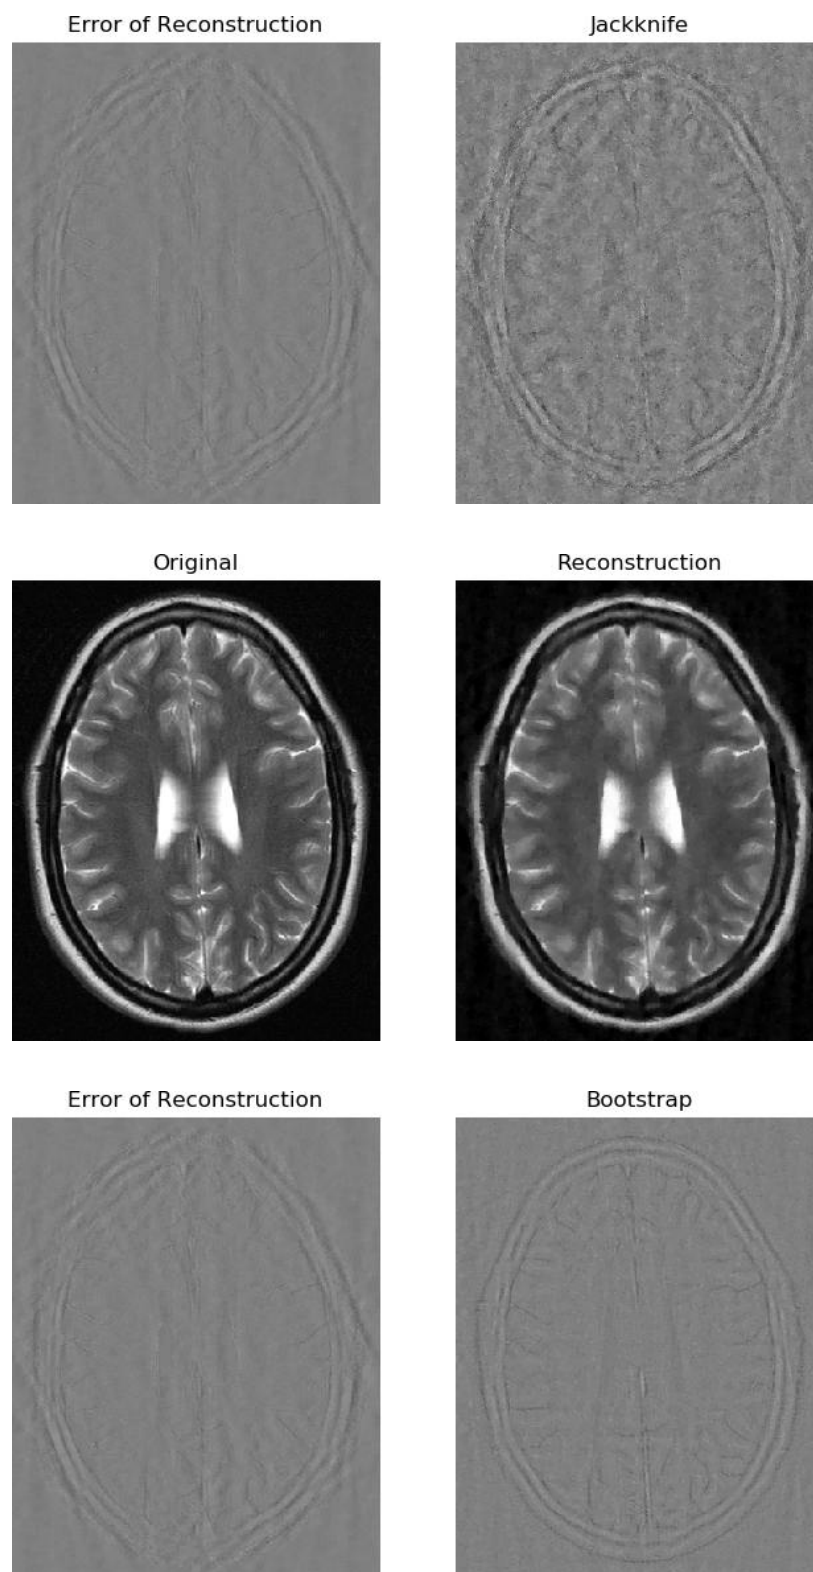 Error of Reconstruction
Jackknife
Original
Reconstruction
Error of Reconstruction
Bootstrap